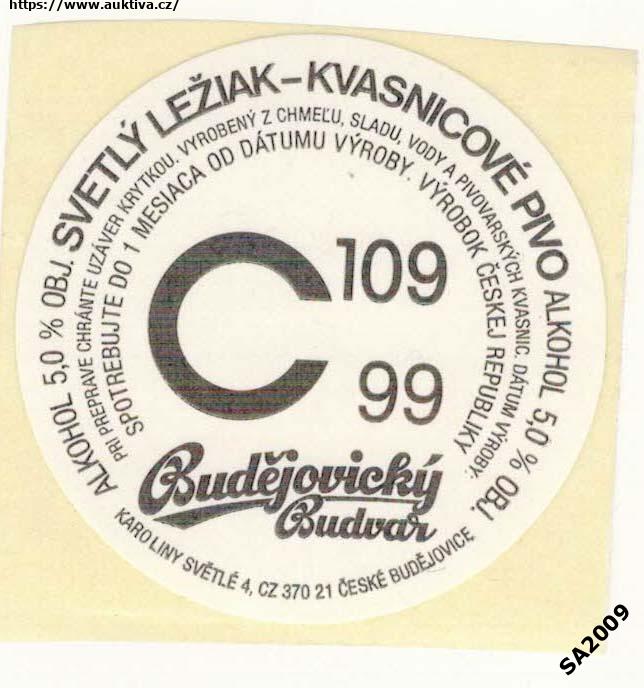 https://www.auktiva.cz/
ALKOHOL 5,0 % OBJ. SVETLÝ LEŽIAK – KVASNICOVÉ PIVO ALKOHOL 5,0 % OBJ.
PRI PREPRAVE CHRÁNTE UZÁVER KRYTKOU. VYROBENÝ Z CHMEĽU, SLADU, VODY A PIVOVARSKÝCH KVASNIC. DÁTUM VÝROBY:
SPOTREBUJTE DO 1 MESIACA OD DÁTUMU VÝROBY. VÝROBOK ČESKEJ REPUBLIKY
C
109
99
Budějovický
Budvar
KAROLINY SVĚTLÉ 4, CZ 370 21 ČESKÉ BUDĚJOVICE
SA2009